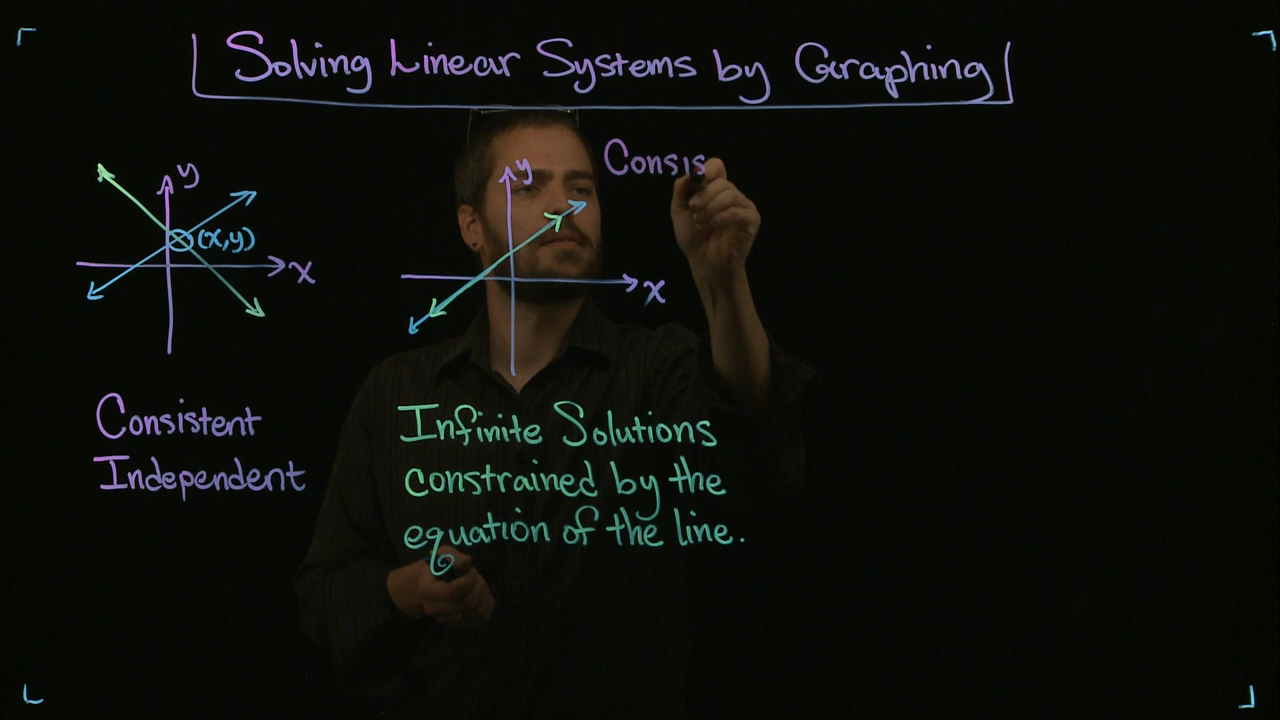 Solving Linear Systems by Graphing
y
(x,y)
x
Consistent
Independent
y
x
Consis
Infinite Solutions
constrained by the
equation of the line.